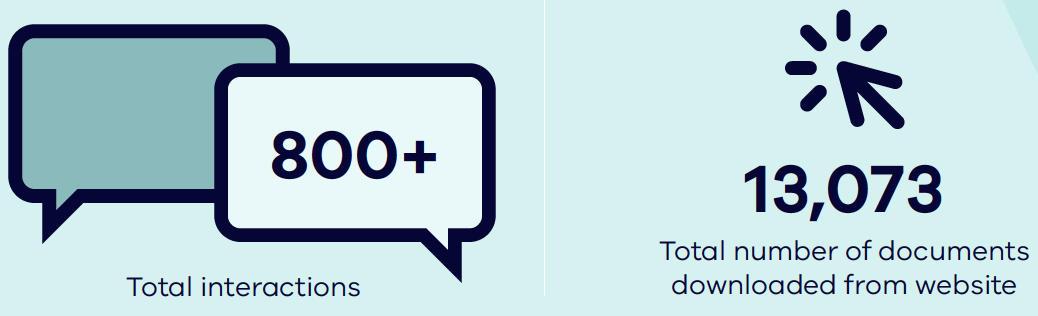 800+
Total interactions
13,073
Total number of documents
downloaded from website